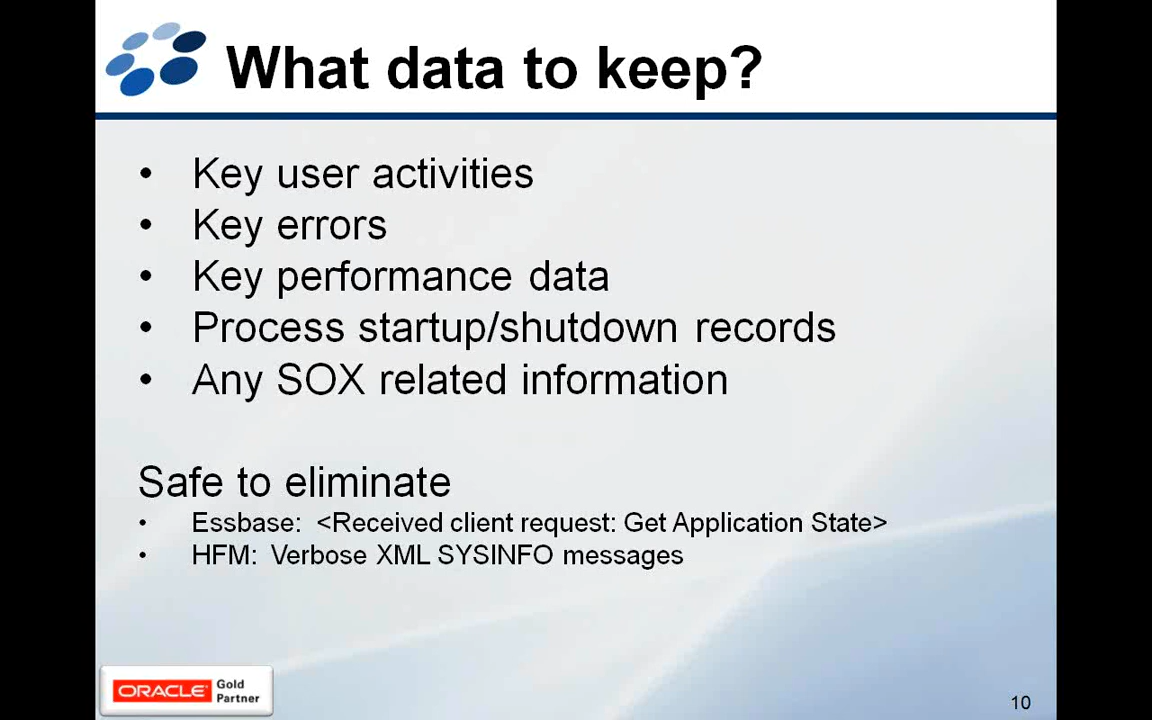 What data to keep?
• Key user activities
• Key errors
• Key performance data
• Process startup/shutdown records
• Any SOX related information
Safe to eliminate
• Essbase: <Received client request: Get Application State>
• HFM: Verbose XML SYSINFO messages
ORACLE Gold
Partner
10